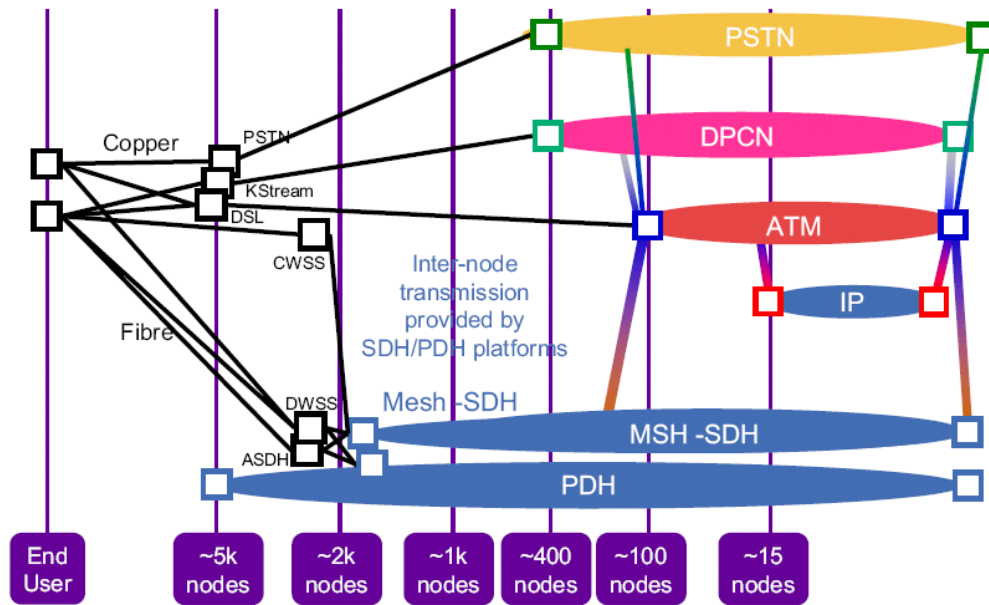 PSTN
PSTN
Copper
DPCN
KStream
DSL
ATM
CWSS
Inter-node
transmission
provided by
SDH/PDH platforms
IP
Fibre
Mesh -SDH
DWSS
MSH -SDH
ASDH
PDH
End
User
~5k
nodes
~2k
nodes
~1k
nodes
~400
nodes
~100
nodes
~15
nodes